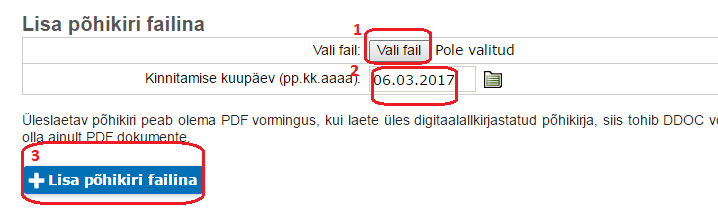 Lisa põhikiri failina
1
Vali fail: Vali fail Pole valitud
2
Kinnitamise kuupäev (pp.kk.aaaa): 06.03.2017
Üleslaetav põhikiri peab olema PDF vormingus, kui laete üles digitaalallkirjastatud põhikirja, siis tohib DDOC
olla ainult PDF dokumente.
3
+ Lisa põhikiri failina